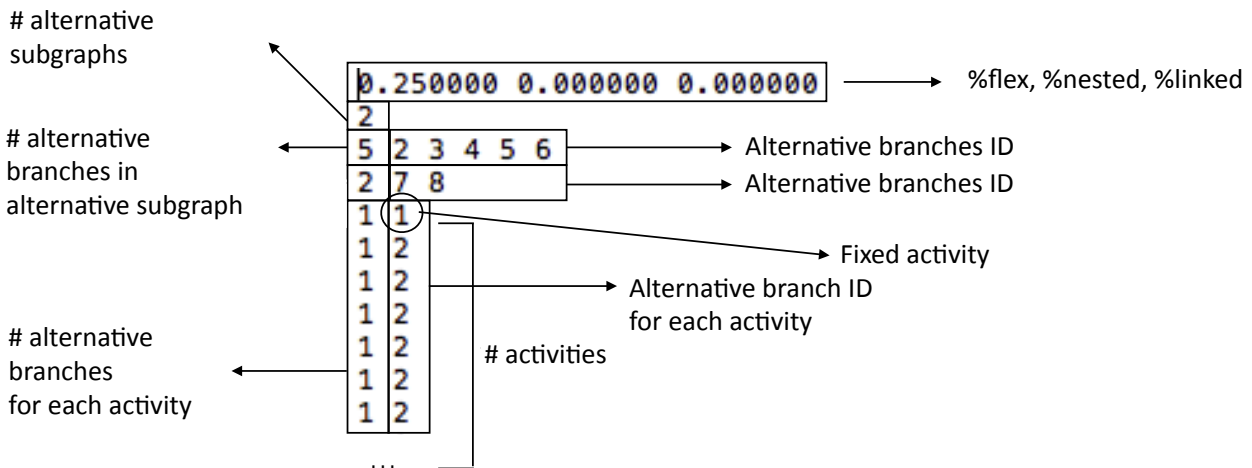 # alternative
subgraphs
0.250000 0.000000 0.000000
%flex, %nested, %linked
2
# alternative
branches in
alternative subgraph
5 2 3 4 5 6
Alternative branches ID
2 7 8
Alternative branches ID
1 1
Fixed activity
1 2
1 2
Alternative branch ID
for each activity
1 2
1 2
# activities
# alternative
branches
for each activity
1 2
1 2
...